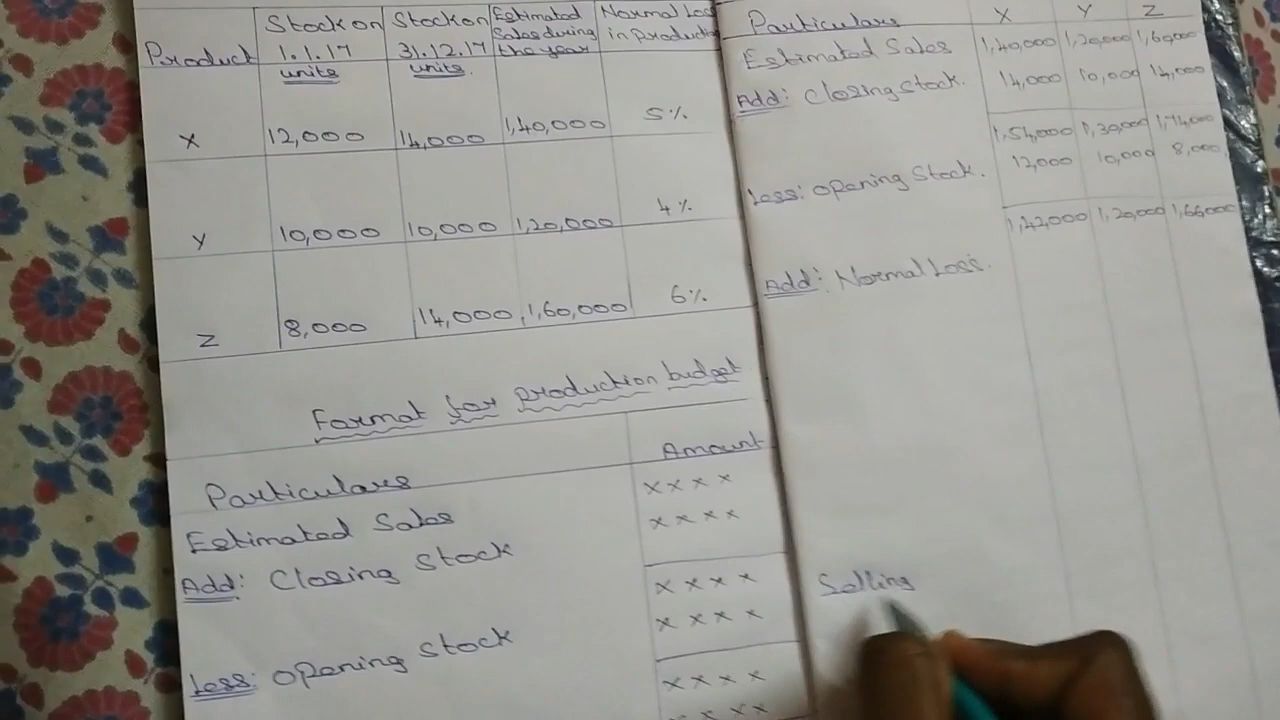 Product Stock on 1.1.17 units Stock on 31.12.17 units Estimated Sales during the year Normal Loss in Production
X 12,000 14,000 1,40,000 5%
Y 10,000 10,000 1,20,000 4%
Z 8,000 14,000 1,60,000 6%
Format for production budget
Particulars Amount
Estimated Sales xxxx
Add: Closing Stock xxxx
xxxx
Less: Opening Stock xxxx
xxxx
xxxx
Particulars X Y Z
Estimated Sales 1,40,000 1,20,000 1,60,000
Add: Closing Stock. 14,000 10,000 14,000
1,54,000 1,30,000 1,74,000
Less: Opening Stock. 12,000 10,000 8,000
1,42,000 1,20,000 1,66,000
Add: Normal Loss.
Selling